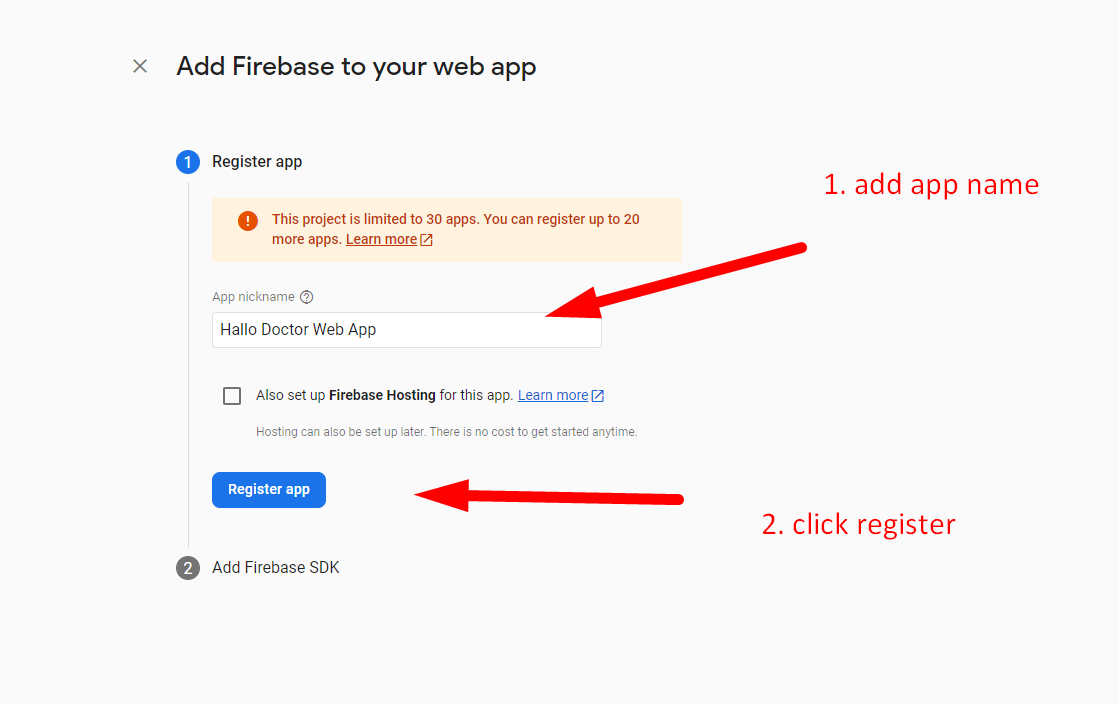 Add Firebase to your web app
1 Register app
1. add app name
! This project is limited to 30 apps. You can register up to 20
more apps. Learn more
App nickname ?
Hallo Doctor Web App
Also set up Firebase Hosting for this app. Learn more
Hosting can also be set up later. There is no cost to get started anytime.
Register app
2. click register
2 Add Firebase SDK